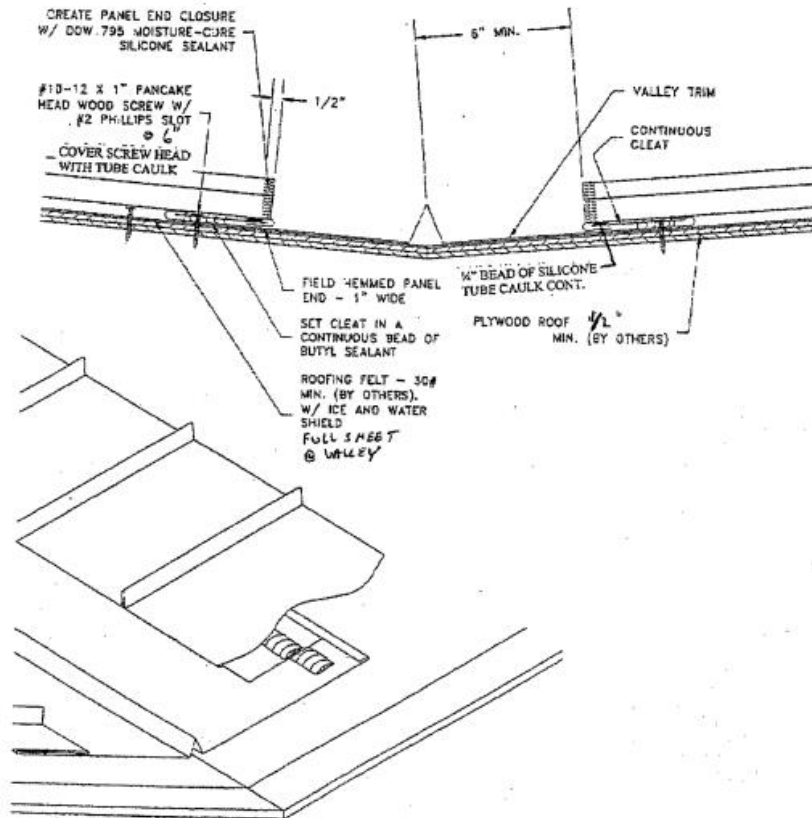 CREATE PANEL END CLOSURE
W/ DOW 795 MOISTURE-CURE
SILICONE SEALANT
#10-12 X 1" PANCAKE
HEAD WOOD SCREW W/
#2 PHILLIPS SLOT
@ 6"
COVER SCREW HEAD
WITH TUBE CAULK
1/2"
6" MIN.
VALLEY TRIM
CONTINUOUS
CLEAT
FIELD HEMMED PANEL
END - 1" WIDE
SET CLEAT IN A
CONTINUOUS BEAD OF
BUTYL SEALANT
ROOFING FELT - 30#
MIN. (BY OTHERS).
W/ ICE AND WATER
SHIELD
FULL SHEET
@ VALLEY
¼" BEAD OF SILICONE
TUBE CAULK CONT.
PLYWOOD ROOF 1/2"
MIN. (BY OTHERS)